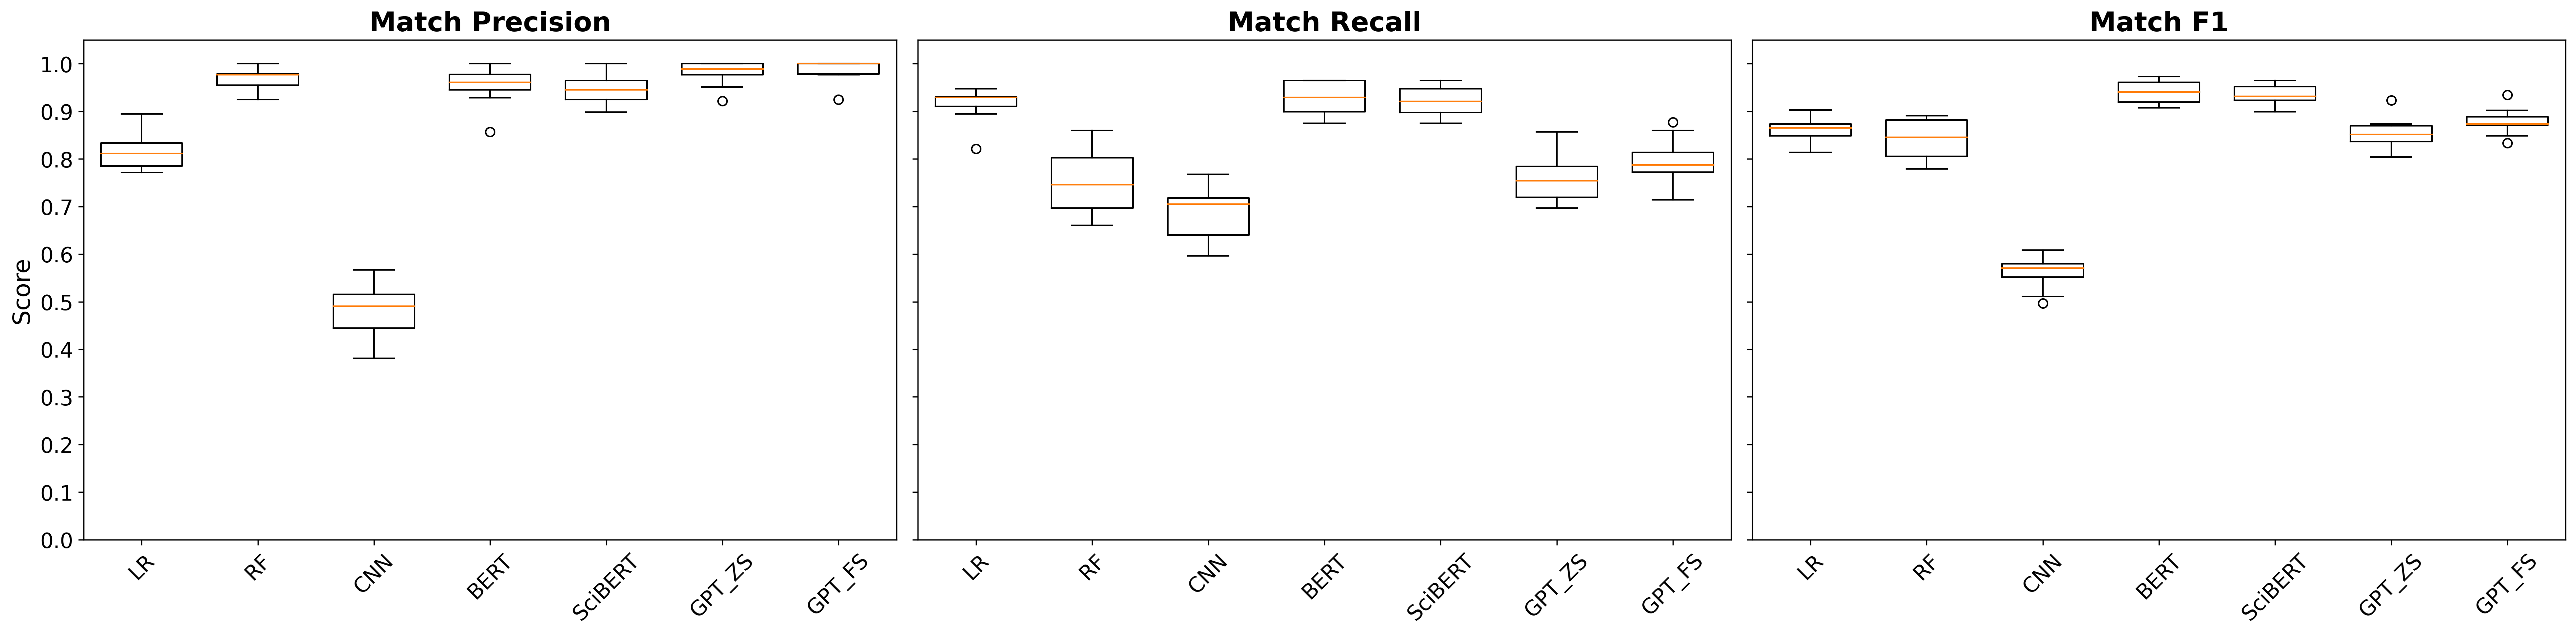 Match Precision
Match Recall
Match F1
Score
1.0
0.9
0.8
0.7
0.6
0.5
0.4
0.3
0.2
0.1
0.0
LR RF CNN BERT SciBERT GPT_ZS GPT_FS
LR RF CNN BERT SciBERT GPT_ZS GPT_FS
LR RF CNN BERT SciBERT GPT_ZS GPT_FS